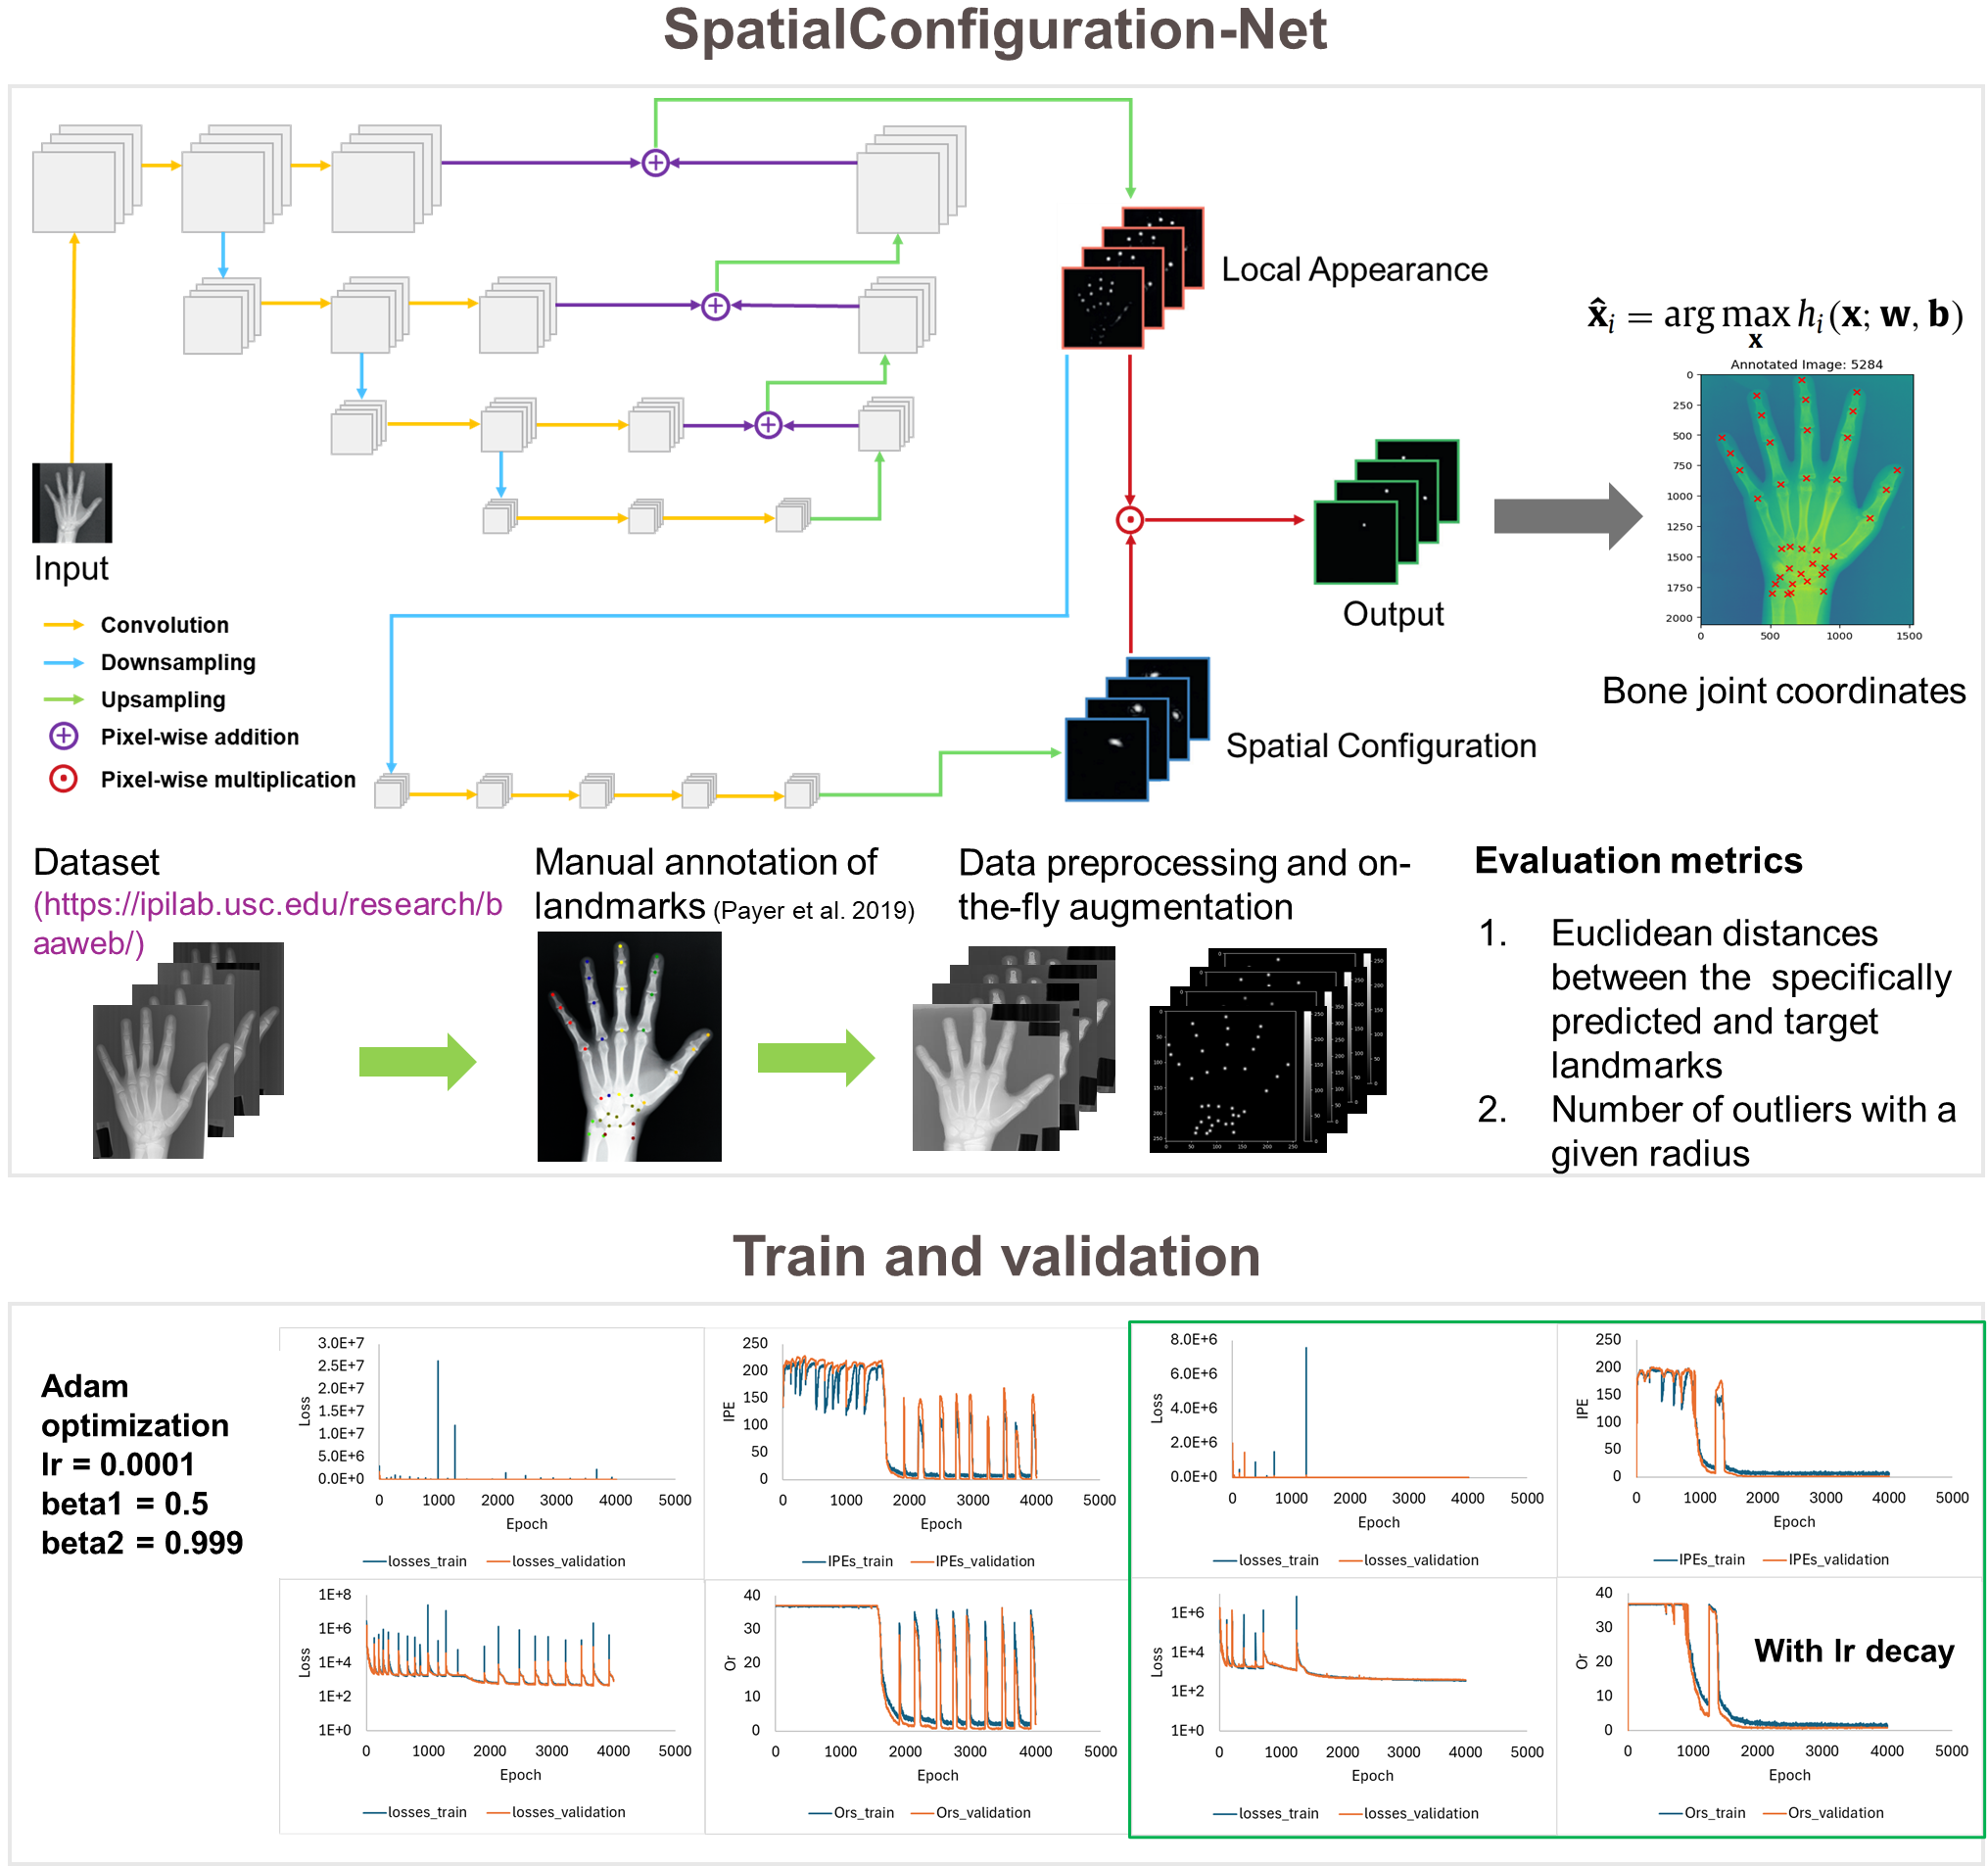 SpatialConfiguration-Net
Local Appearance
x̂i = arg max hi(x; w, b)
x
Annotated Image: 5284
0
250
500
750
1000
1250
1500
1750
2000
0 500 1000 1500
Bone joint coordinates
Input
Output
Spatial Configuration
Convolution
Downsampling
Upsampling
Pixel-wise addition
Pixel-wise multiplication
Dataset
(https://ipilab.usc.edu/research/b
aaweb/)
Manual annotation of
landmarks (Payer et al. 2019)
Data preprocessing and on-
the-fly augmentation
Evaluation metrics
1. Euclidean distances
between the specifically
predicted and target
landmarks
2. Number of outliers with a
given radius
Train and validation
Adam
optimization
lr = 0.0001
beta1 = 0.5
beta2 = 0.999
3.0E+7
2.5E+7
2.0E+7
1.5E+7
1.0E+7
5.0E+6
0.0E+0
Loss
0 1000 2000 3000 4000 5000
Epoch
losses_train losses_validation
250
200
150
100
50
0
IPE
0 1000 2000 3000 4000 5000
Epoch
IPEs_train IPEs_validation
8.0E+6
6.0E+6
4.0E+6
2.0E+6
0.0E+0
Loss
0 1000 2000 3000 4000 5000
Epoch
losses_train losses_validation
250
200
150
100
50
0
IPE
0 1000 2000 3000 4000 5000
Epoch
IPEs_train IPEs_validation
1E+8
1E+6
1E+4
1E+2
1E+0
Loss
0 1000 2000 3000 4000 5000
Epoch
losses_train losses_validation
40
30
20
10
0
Or
0 1000 2000 3000 4000 5000
Epoch
Ors_train Ors_validation
1E+6
1E+4
1E+2
1E+0
Loss
0 1000 2000 3000 4000 5000
Epoch
losses_train losses_validation
40
30
20
10
0
Or
With lr decay
0 1000 2000 3000 4000 5000
Epoch
Ors_train Ors_validation